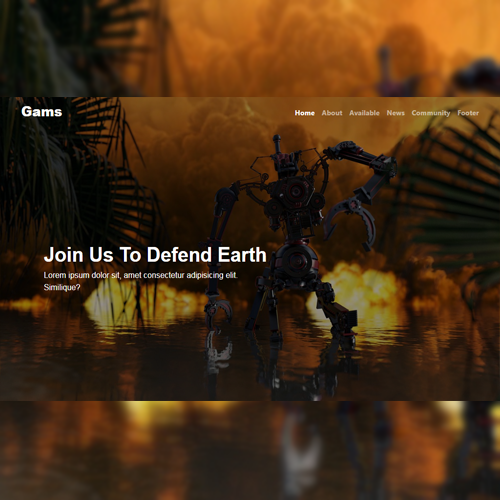 Gams
Home About Available News Community Footer
Join Us To Defend Earth
Lorem ipsum dolor sit, amet consectetur adipisicing elit.
Similique?